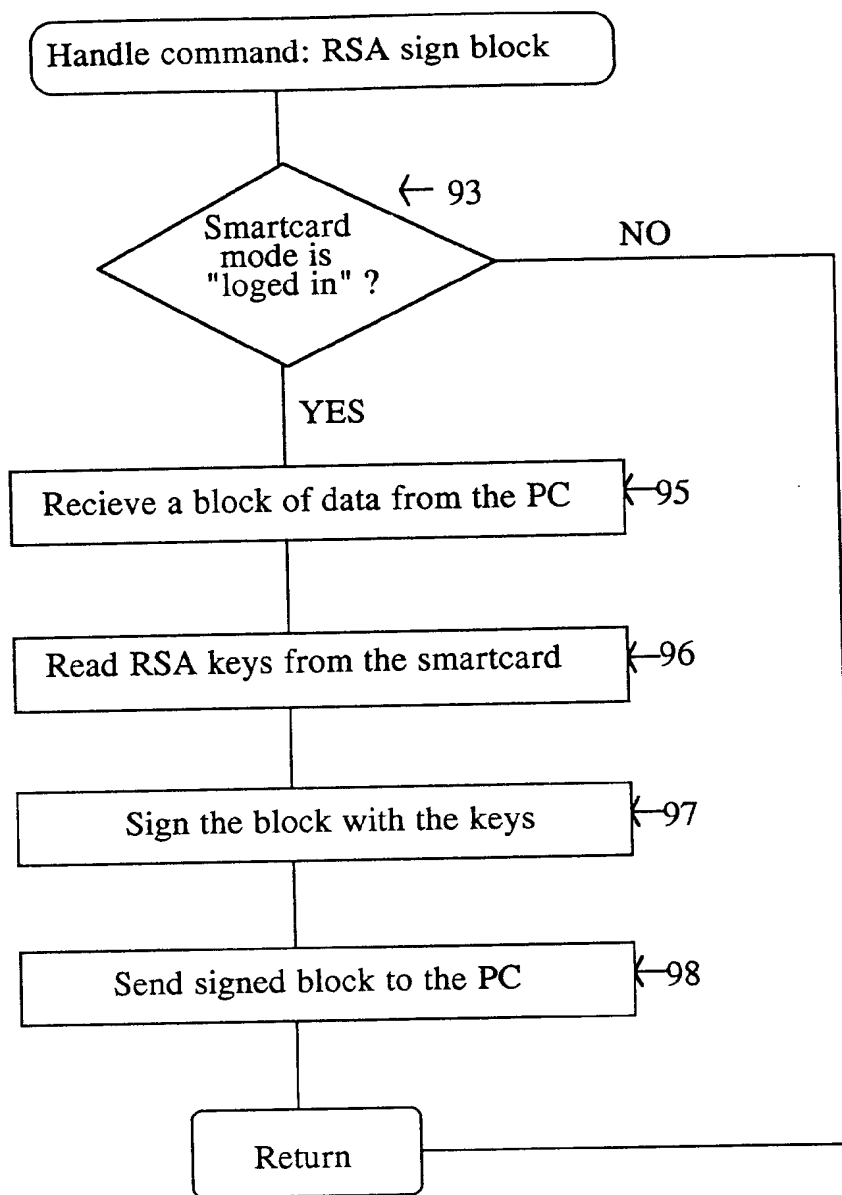 Handle command: RSA sign block
93
Smartcard
mode is
"loged in" ?
NO
YES
Recieve a block of data from the PC
95
Read RSA keys from the smartcard
96
Sign the block with the keys
97
Send signed block to the PC
98
Return